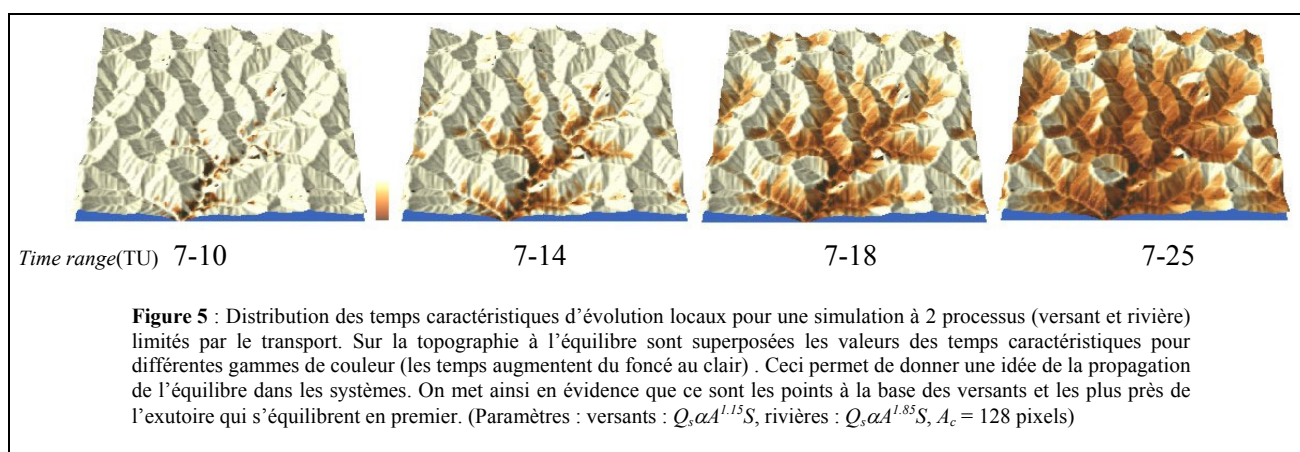 Time range(TU) 7-10 7-14 7-18 7-25
Figure 5 : Distribution des temps caractéristiques d'évolution locaux pour une simulation à 2 processus (versant et rivière)
limités par le transport. Sur la topographie à l'équilibre sont superposées les valeurs des temps caractéristiques pour
différentes gammes de couleur (les temps augmentent du foncé au clair) . Ceci permet de donner une idée de la propagation
de l'équilibre dans les systèmes. On met ainsi en évidence que ce sont les points à la base des versants et les plus près de
l'exutoire qui s'équilibrent en premier. (Paramètres : versants : QsαA^1.15S, rivières : QsαA^1.85S, Ac = 128 pixels)